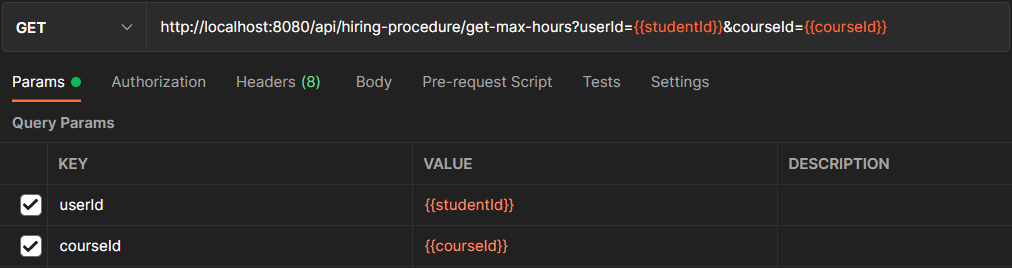 GET http://localhost:8080/api/hiring-procedure/get-max-hours?userId={{studentId}}&courseId={{courseId}}
Params Authorization Headers (8) Body Pre-request Script Tests Settings
Query Params
KEY VALUE DESCRIPTION
userId {{studentId}}
courseId {{courseId}}